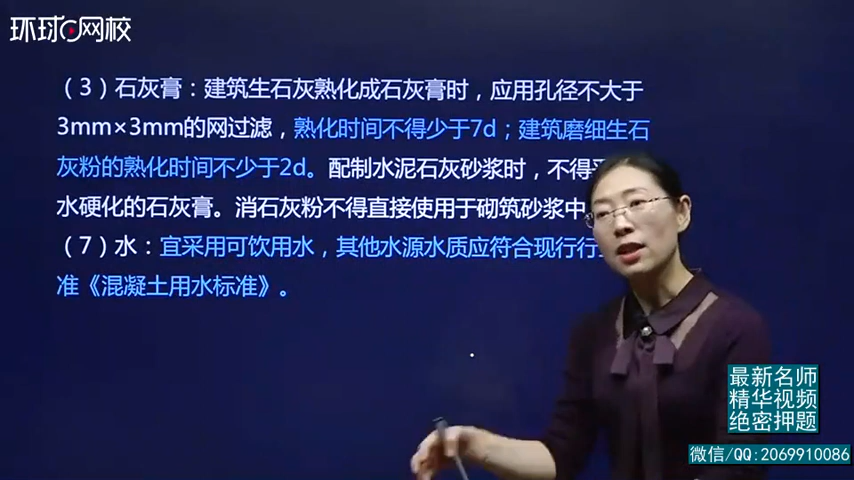 环球网校
（3）石灰膏：建筑生石灰熟化成石灰膏时，应用孔径不大于
3mm×3mm的网过滤，熟化时间不得少于7d；建筑磨细生石
灰粉的熟化时间不少于2d。配制水泥石灰砂浆时，不得
水硬化的石灰膏。消石灰粉不得直接使用于砌筑砂浆中
（7）水：宜采用可饮用水，其他水源水质应符合现行行
准《混凝土用水标准》。
最新名师
精华视频
绝密押题
微信/QQ:2069910086